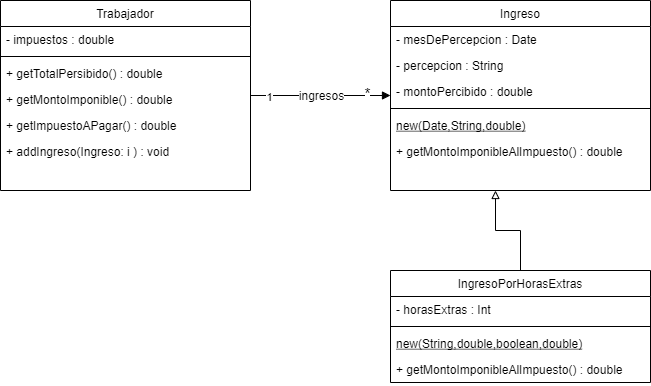 Trabajador
- impuestos : double
+ getTotalPersibido() : double
+ getMontoImponible() : double
+ getImpuestoAPagar() : double
+ addIngreso(Ingreso: i ) : void
1 ingresos *
Ingreso
- mesDePercepcion : Date
- percepcion : String
- montoPercibido : double
new(Date,String,double)
+ getMontoImponibleAlImpuesto() : double
IngresoPorHorasExtras
- horasExtras : Int
new(String,double,boolean,double)
+ getMontoImponibleAlImpuesto() : double